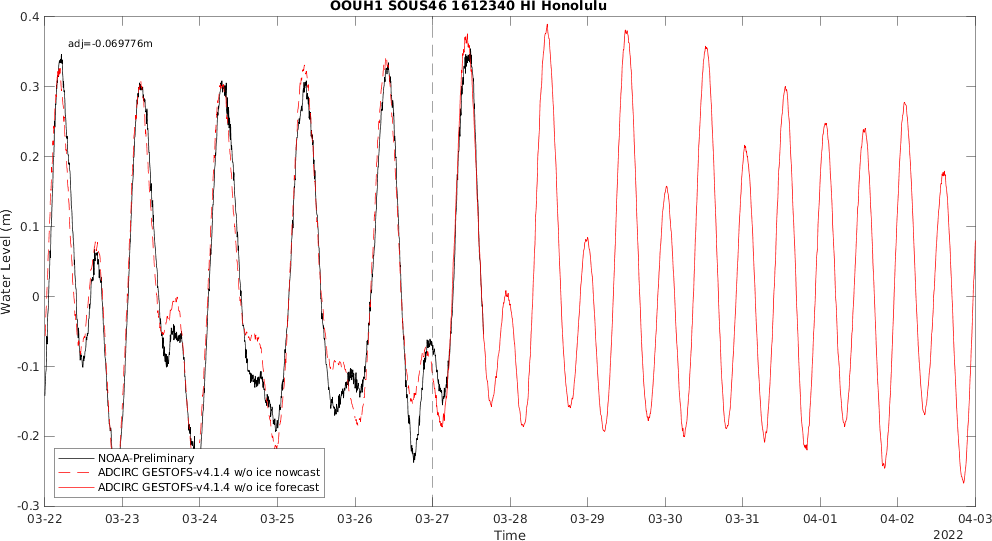 OOUH1 SOUS46 1612340 HI Honolulu
adj=-0.069776m
Water Level (m)
0.4
0.3
0.2
0.1
0
-0.1
-0.2
-0.3
NOAA-Preliminary
ADCIRC GESTOFS-v4.1.4 w/o ice nowcast
ADCIRC GESTOFS-v4.1.4 w/o ice forecast
03-22 03-23 03-24 03-25 03-26 03-27 03-28 03-29 03-30 03-31 04-01 04-02 04-03
Time
2022